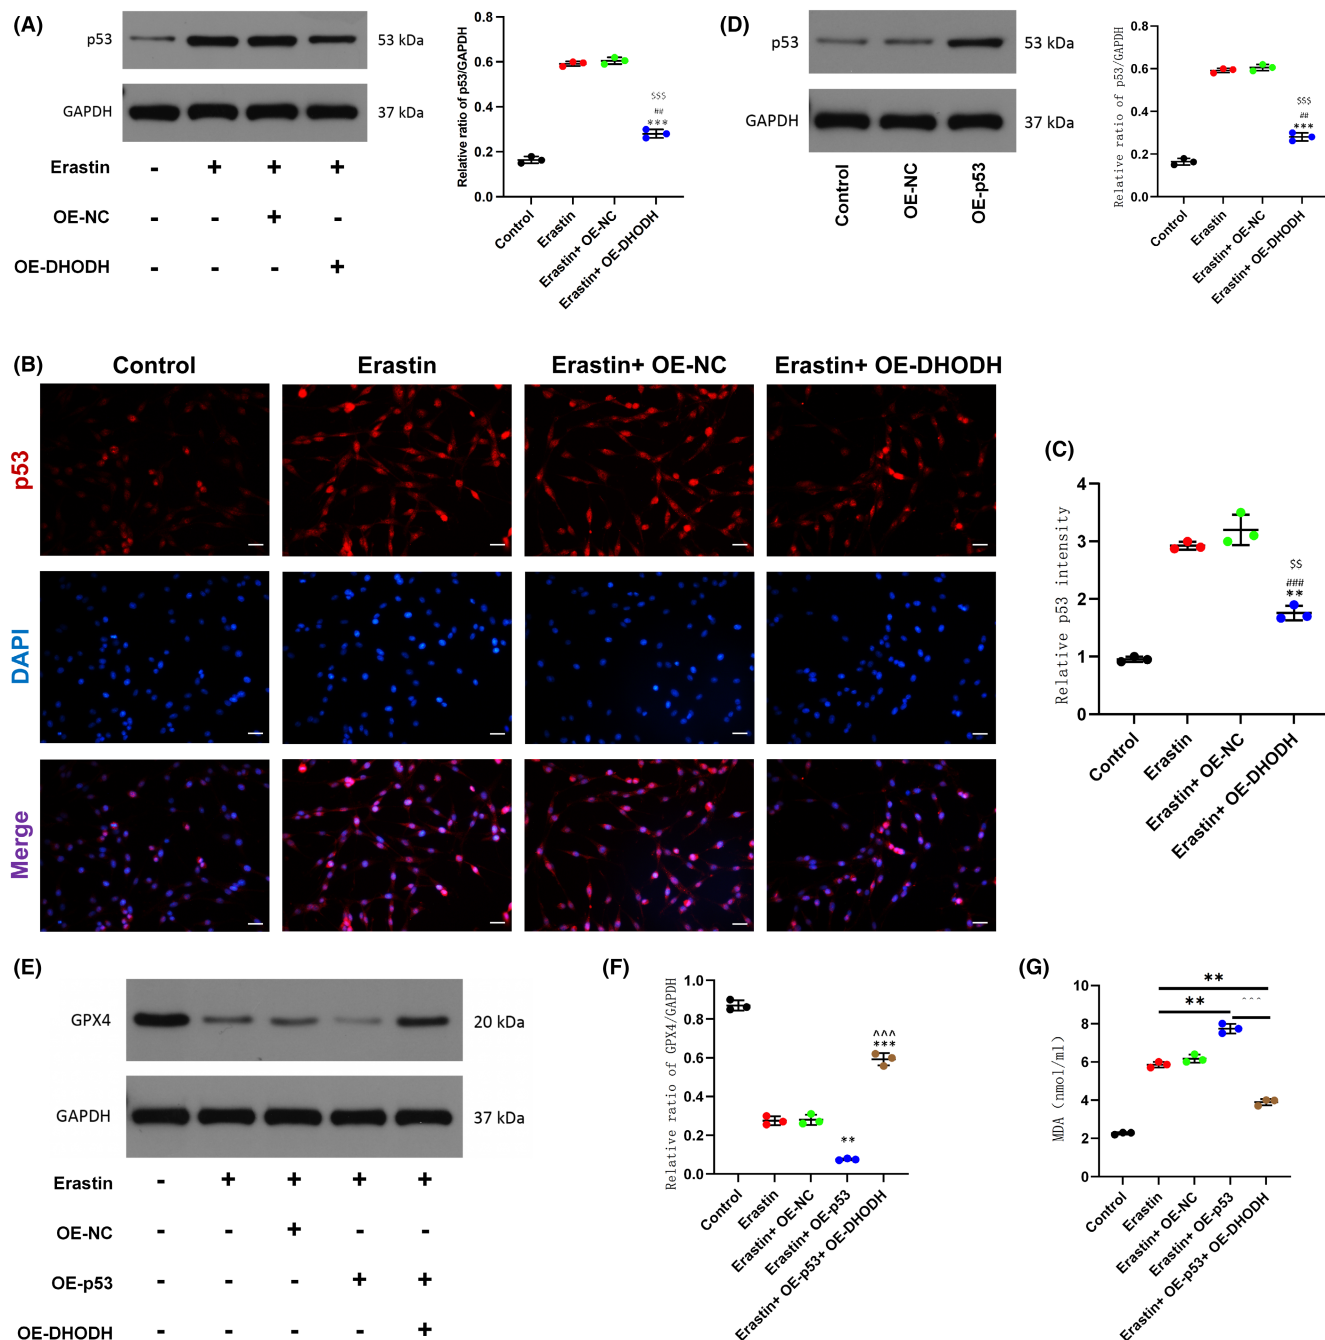 (A)
p53
53 kDa
GAPDH
37 kDa
Erastin - + + +
OE-NC - - + -
OE-DHODH - - - +
Relative ratio of p53/GAPDH
0.8
0.6
0.4
0.2
0.0
$$$
##
***
Control
Erastin
Erastin+ OE-NC
Erastin+ OE-DHODH
(D)
p53
53 kDa
GAPDH
37 kDa
Control
OE-NC
OE-p53
Relative ratio of p53/GAPDH
0.8
0.6
0.4
0.2
0.0
$$$
##
***
Control
Erastin
Erastin+ OE-NC
Erastin+ OE-DHODH
(B)
Control
Erastin
Erastin+ OE-NC
Erastin+ OE-DHODH
p53
DAPI
Merge
(C)
Relative p53 intensity
4
3
2
1
0
$$
###
**
Control
Erastin
Erastin+ OE-NC
Erastin+ OE-DHODH
(E)
GPX4
20 kDa
GAPDH
37 kDa
Erastin - + + + +
OE-NC - - + - -
OE-p53 - - - + +
OE-DHODH - - - - +
(F)
Relative ratio of GPX4/GAPDH
1.0
0.8
0.6
0.4
0.2
0.0
**
^^^
***
Control
Erastin
Erastin+ OE-NC
Erastin+ OE-p53
Erastin+ OE-p53+ OE-DHODH
(G)
MDA (nmol/ml)
10
8
6
4
2
0
**
**
^^^
Control
Erastin
Erastin+ OE-NC
Erastin+ OE-p53
Erastin+ OE-p53+ OE-DHODH